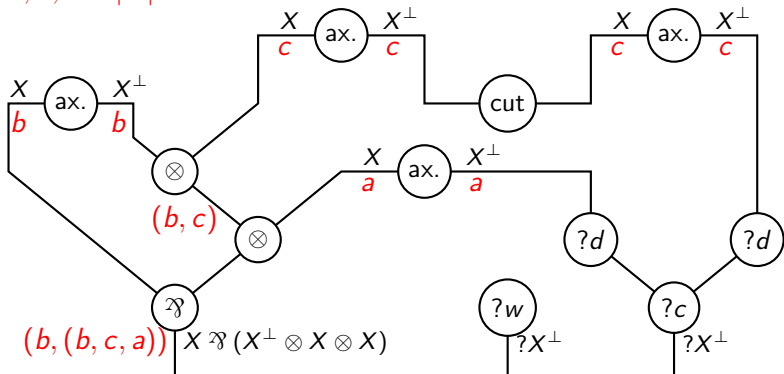 X ax. X⊥ X ax. X⊥
c c c c
X ax. X⊥ cut
b b
⊗ X ax. X⊥
a a
(b, c)
⊗ ?d ?d
⅋ ?w ?c
(b, (b, c, a)) X ⅋ (X⊥ ⊗ X ⊗ X) ?X⊥ ?X⊥